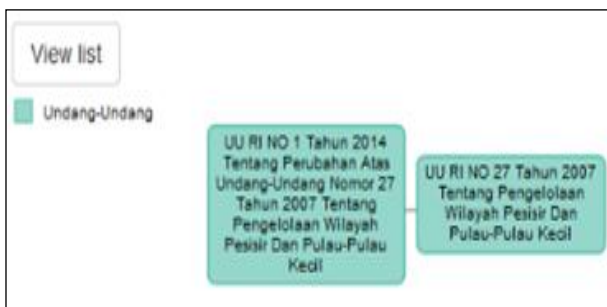 View list
Undang-Undang
UU RI NO 1 Tahun 2014
Tentang Perubahan Atas
Undang-Undang Nomor 27
Tahun 2007 Tentang
Pengelolaan Wilayah
Pesisir Dan Pulau-Pulau
Kecil
UU RI NO 27 Tahun 2007
Tentang Pengelolaan
Wilayah Pesisir Dan
Pulau-Pulau Kecil